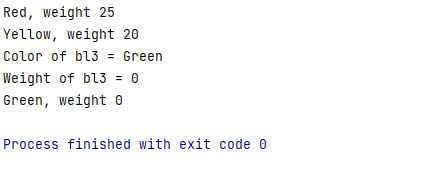 Red, weight 25
Yellow, weight 20
Color of bl3 = Green
Weight of bl3 = 0
Green, weight 0
Process finished with exit code 0